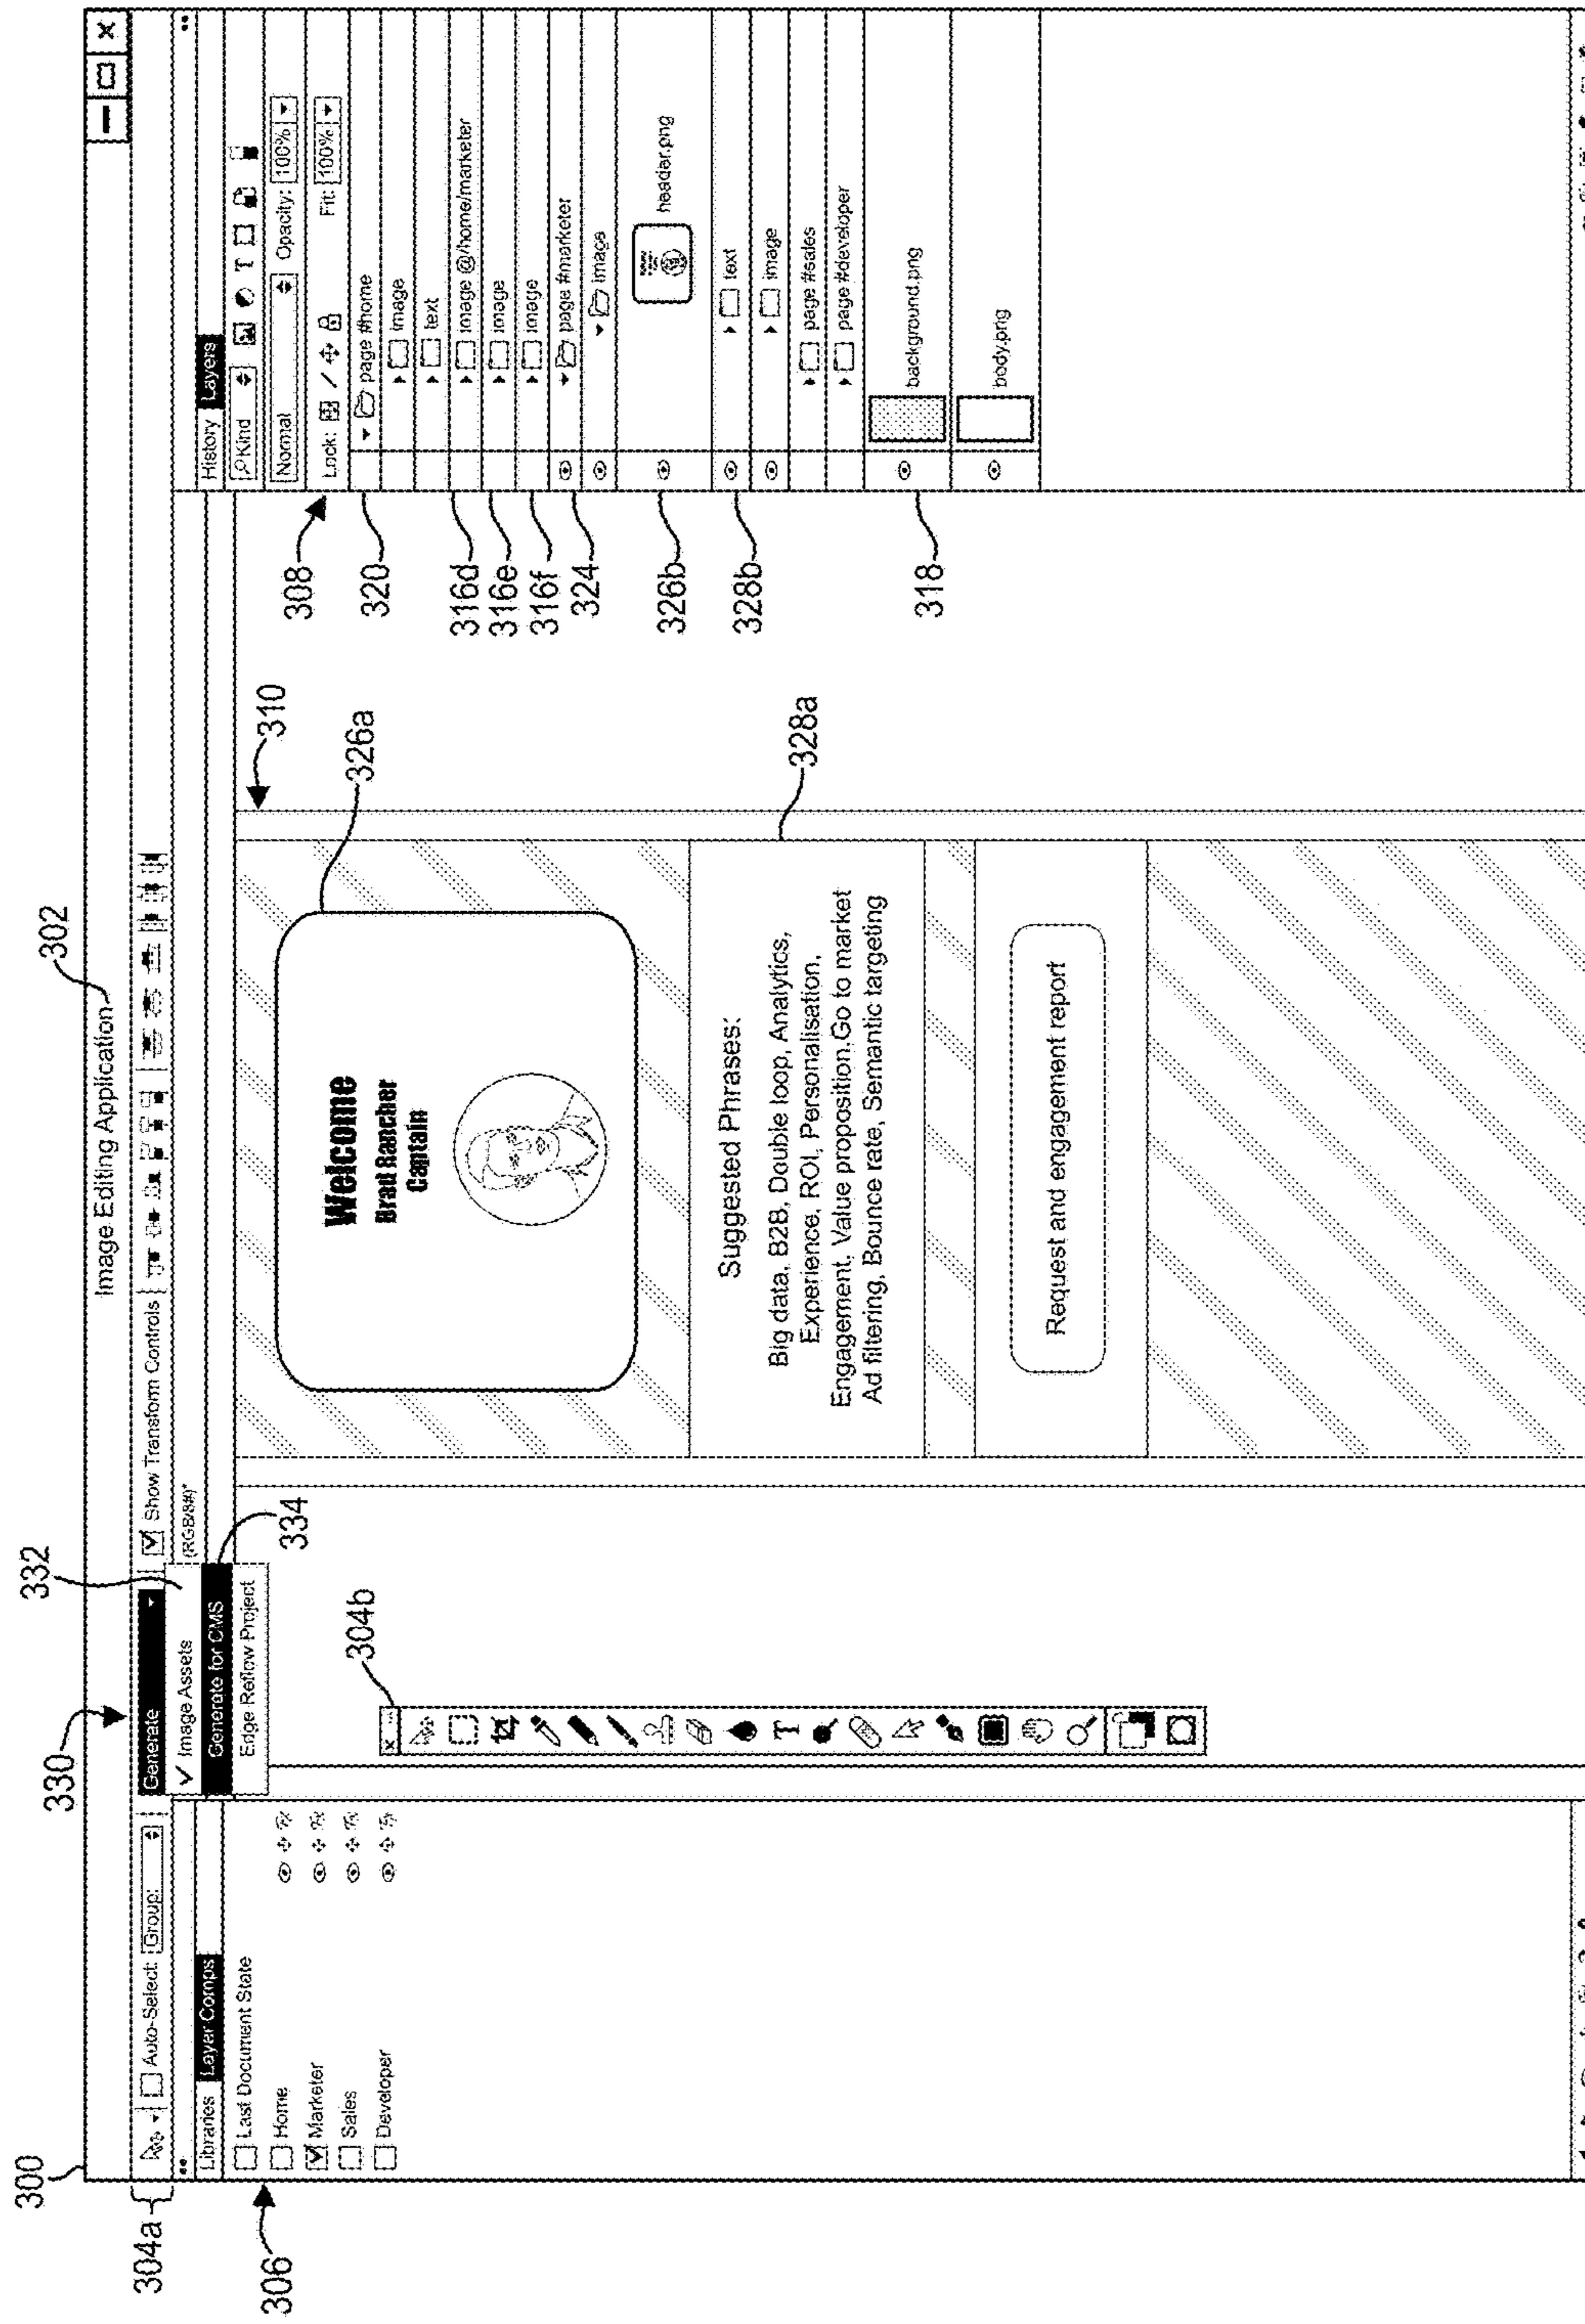 300
302
304a
330
332
Image Editing Application
Auto-Select:
Group:
Generate
Show Transform Controls
Image Assets
Generate for CMS
Edge Reflow Project
(RGB/8#)*
334
306
Libraries
Layer Comps
Last Document State
Home
Marketer
Sales
Developer
304b
T
310
326a
Welcome
Brad Rancher
Captain
328a
Suggested Phrases:
Big data, B2B, Double loop, Analytics,
Experience, ROI, Personalisation,
Engagement, Value proposition, Go to market
Ad filtering, Bounce rate, Semantic targeting
Request and engagement report
History
Layers
Kind
T
Normal
Opacity: 100%
308
Lock:
Fit: 100%
320
page #home
image
text
316d
image @/home/marketer
316e
image
316f
image
324
page #marketer
image
326b
header.png
328b
text
image
page #sales
page #developer
318
background.png
body.png